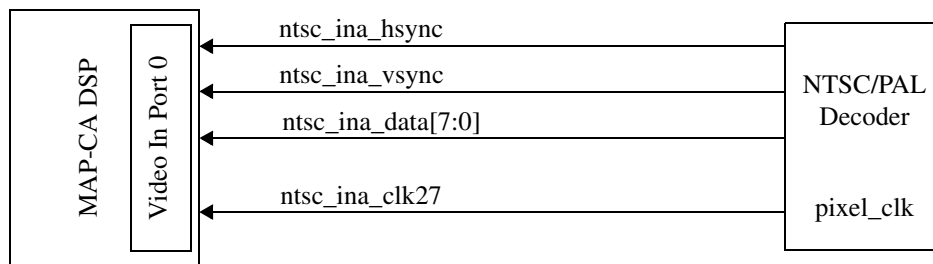 MAP-CA DSP
Video In Port 0
ntsc_ina_hsync
ntsc_ina_vsync
ntsc_ina_data[7:0]
ntsc_ina_clk27
NTSC/PAL
Decoder
pixel_clk